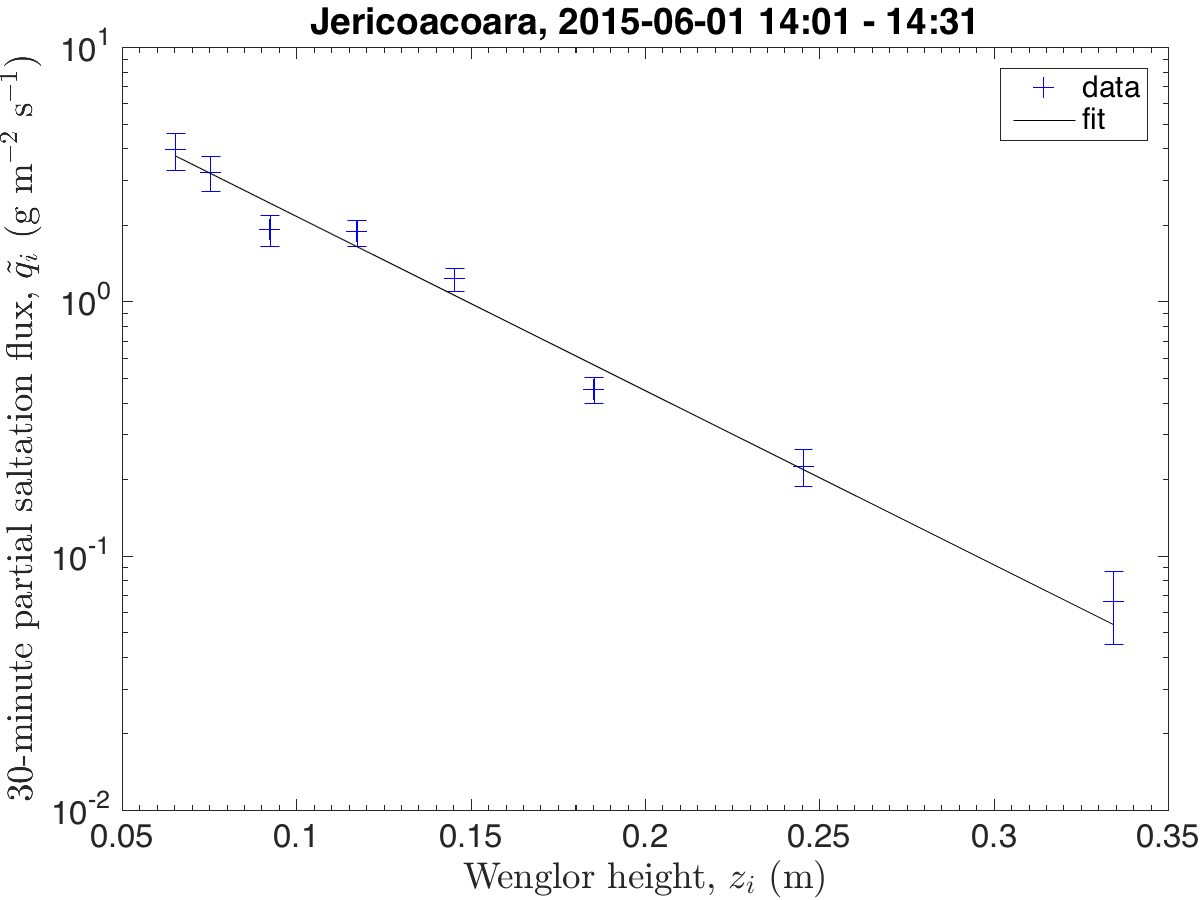 Jericoacoara, 2015-06-01 14:01 - 14:31
10^1
10^0
10^-1
10^-2
30-minute partial saltation flux, q̃_i (g m^−2 s^−1)
data
fit
0.05 0.1 0.15 0.2 0.25 0.3 0.35
Wenglor height, z_i (m)